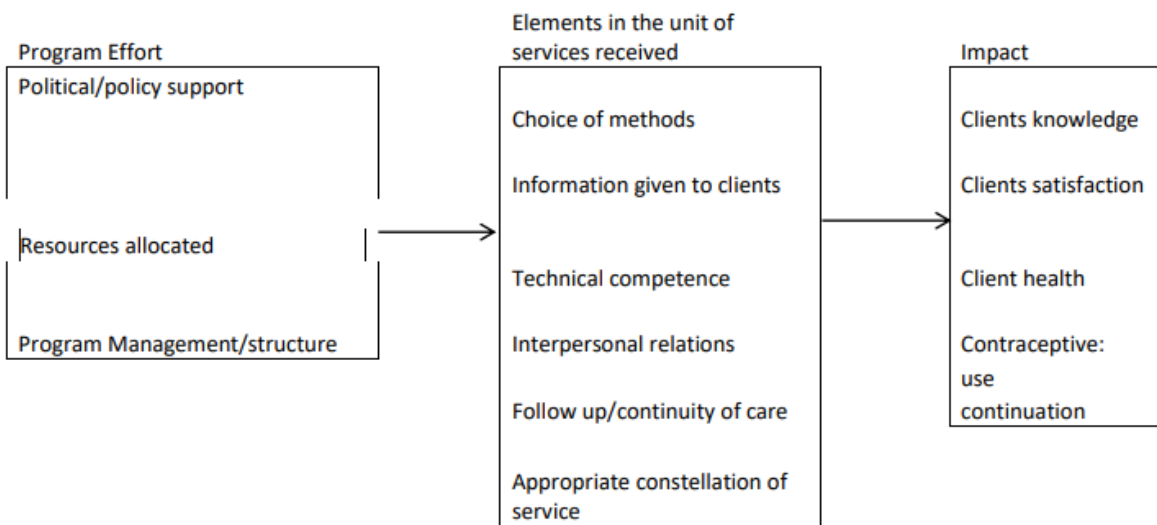 Program Effort
Political/policy support
Resources allocated
Program Management/structure
Elements in the unit of
services received
Choice of methods
Information given to clients
Technical competence
Interpersonal relations
Follow up/continuity of care
Appropriate constellation of
service
Impact
Clients knowledge
Clients satisfaction
Client health
Contraceptive:
use
continuation